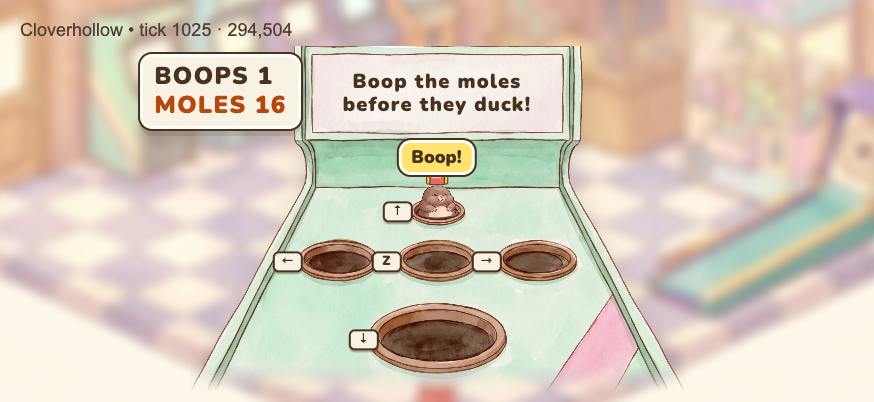 Cloverhollow • tick 1025 · 294,504
BOOPS 1
MOLES 16
Boop the moles
before they duck!
Boop!
↑
← Z →
↓